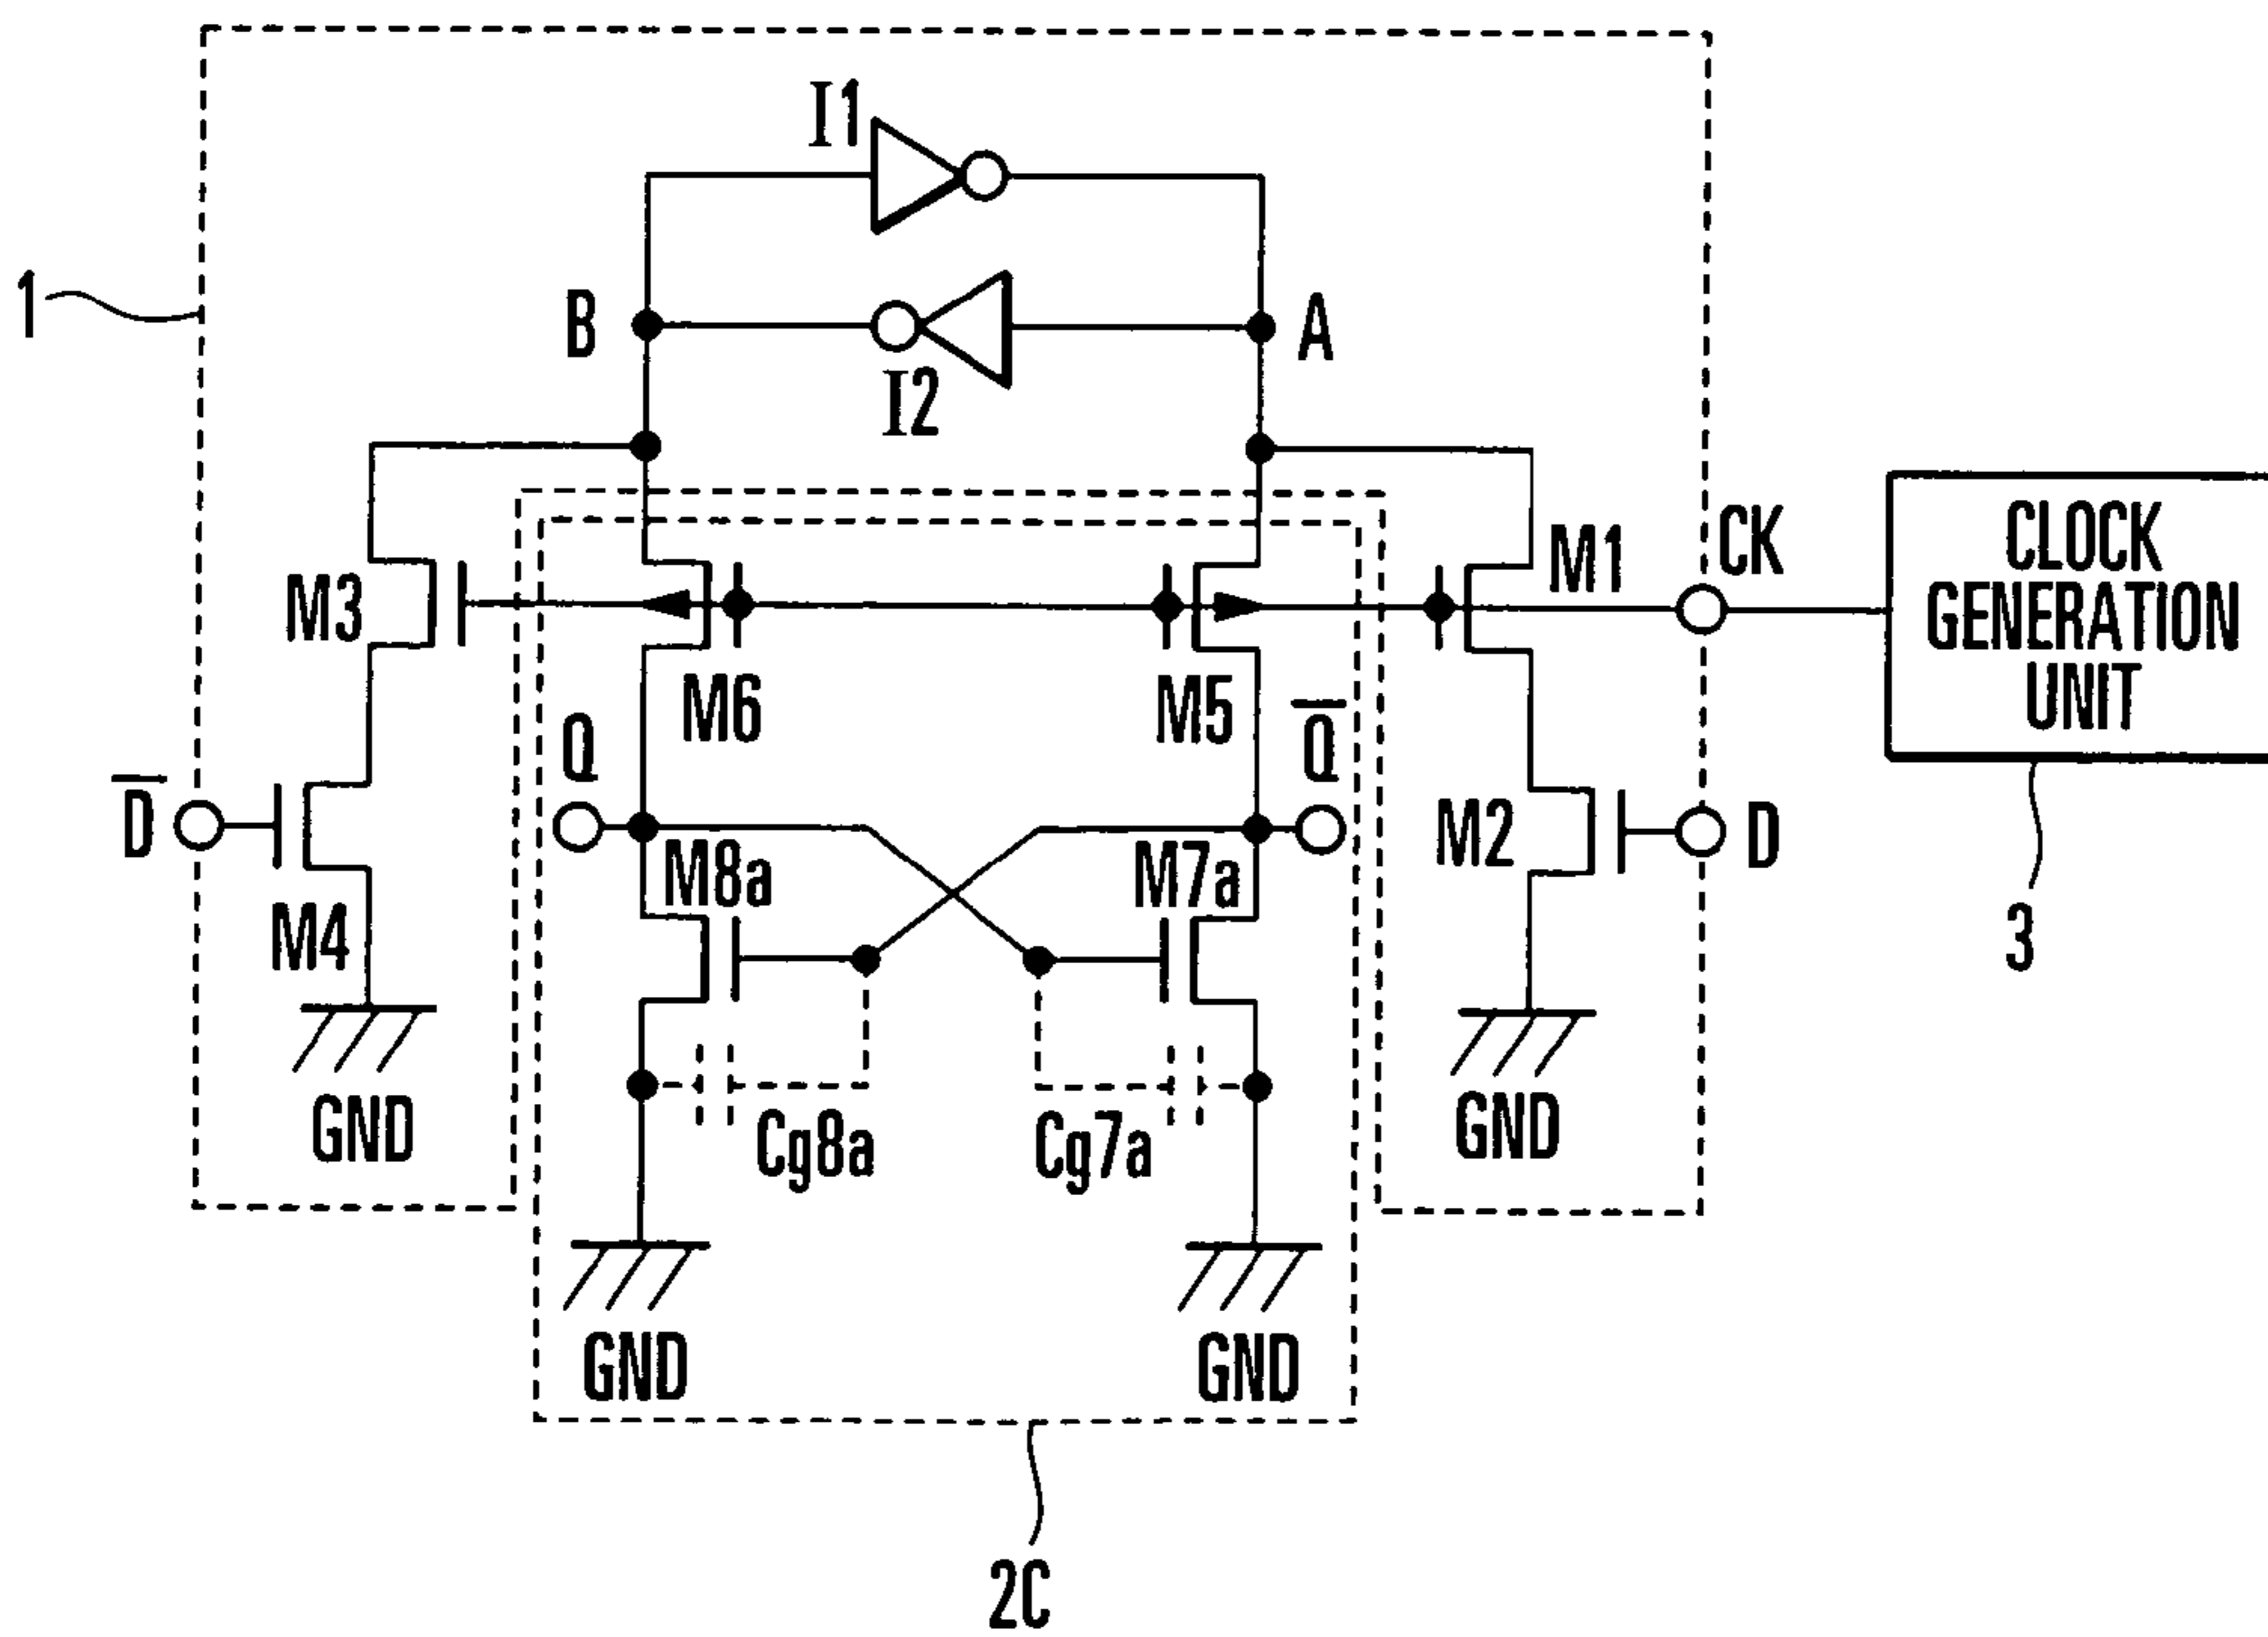 I1
1
B
A
I2
CK
CLOCK
GENERATION
UNIT
M1
M3
M6
M5
Q
Q̅
D̅
M8a
M7a
M2
D
M4
3
Cg8a
Cg7a
GND
GND
GND
GND
2C